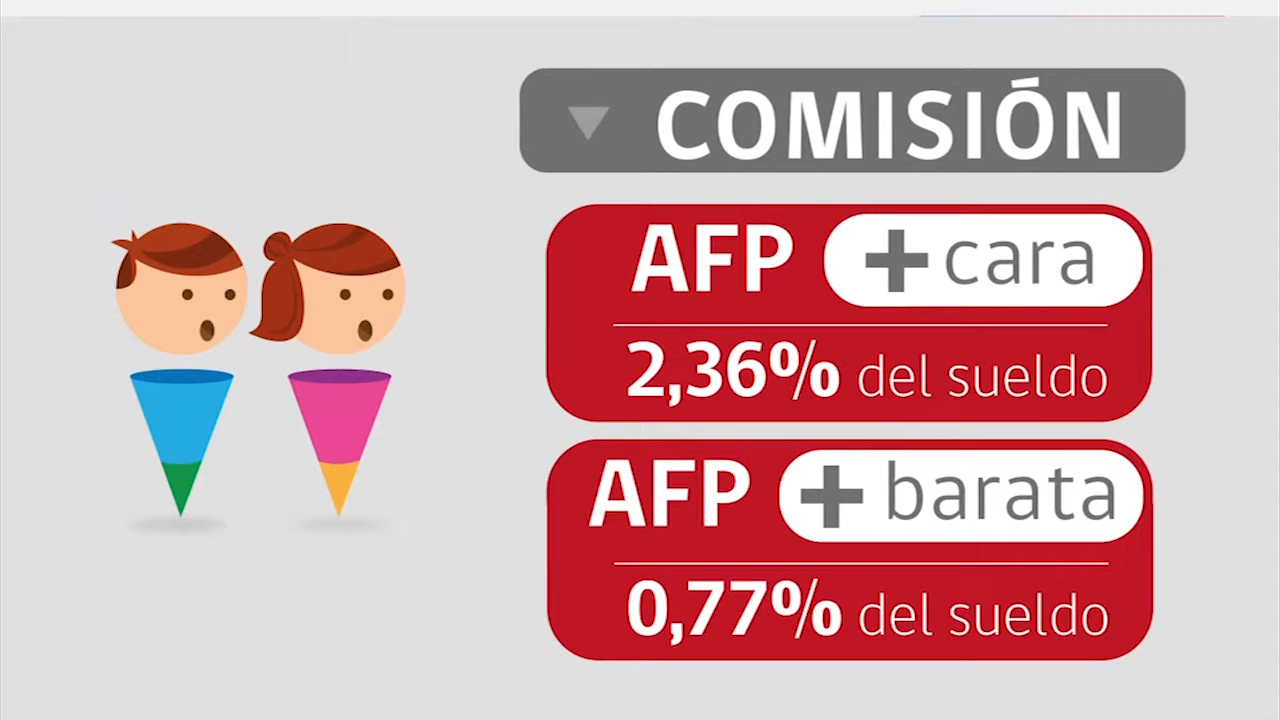 COMISIÓN
AFP +cara
2,36% del sueldo
AFP +barata
0,77% del sueldo